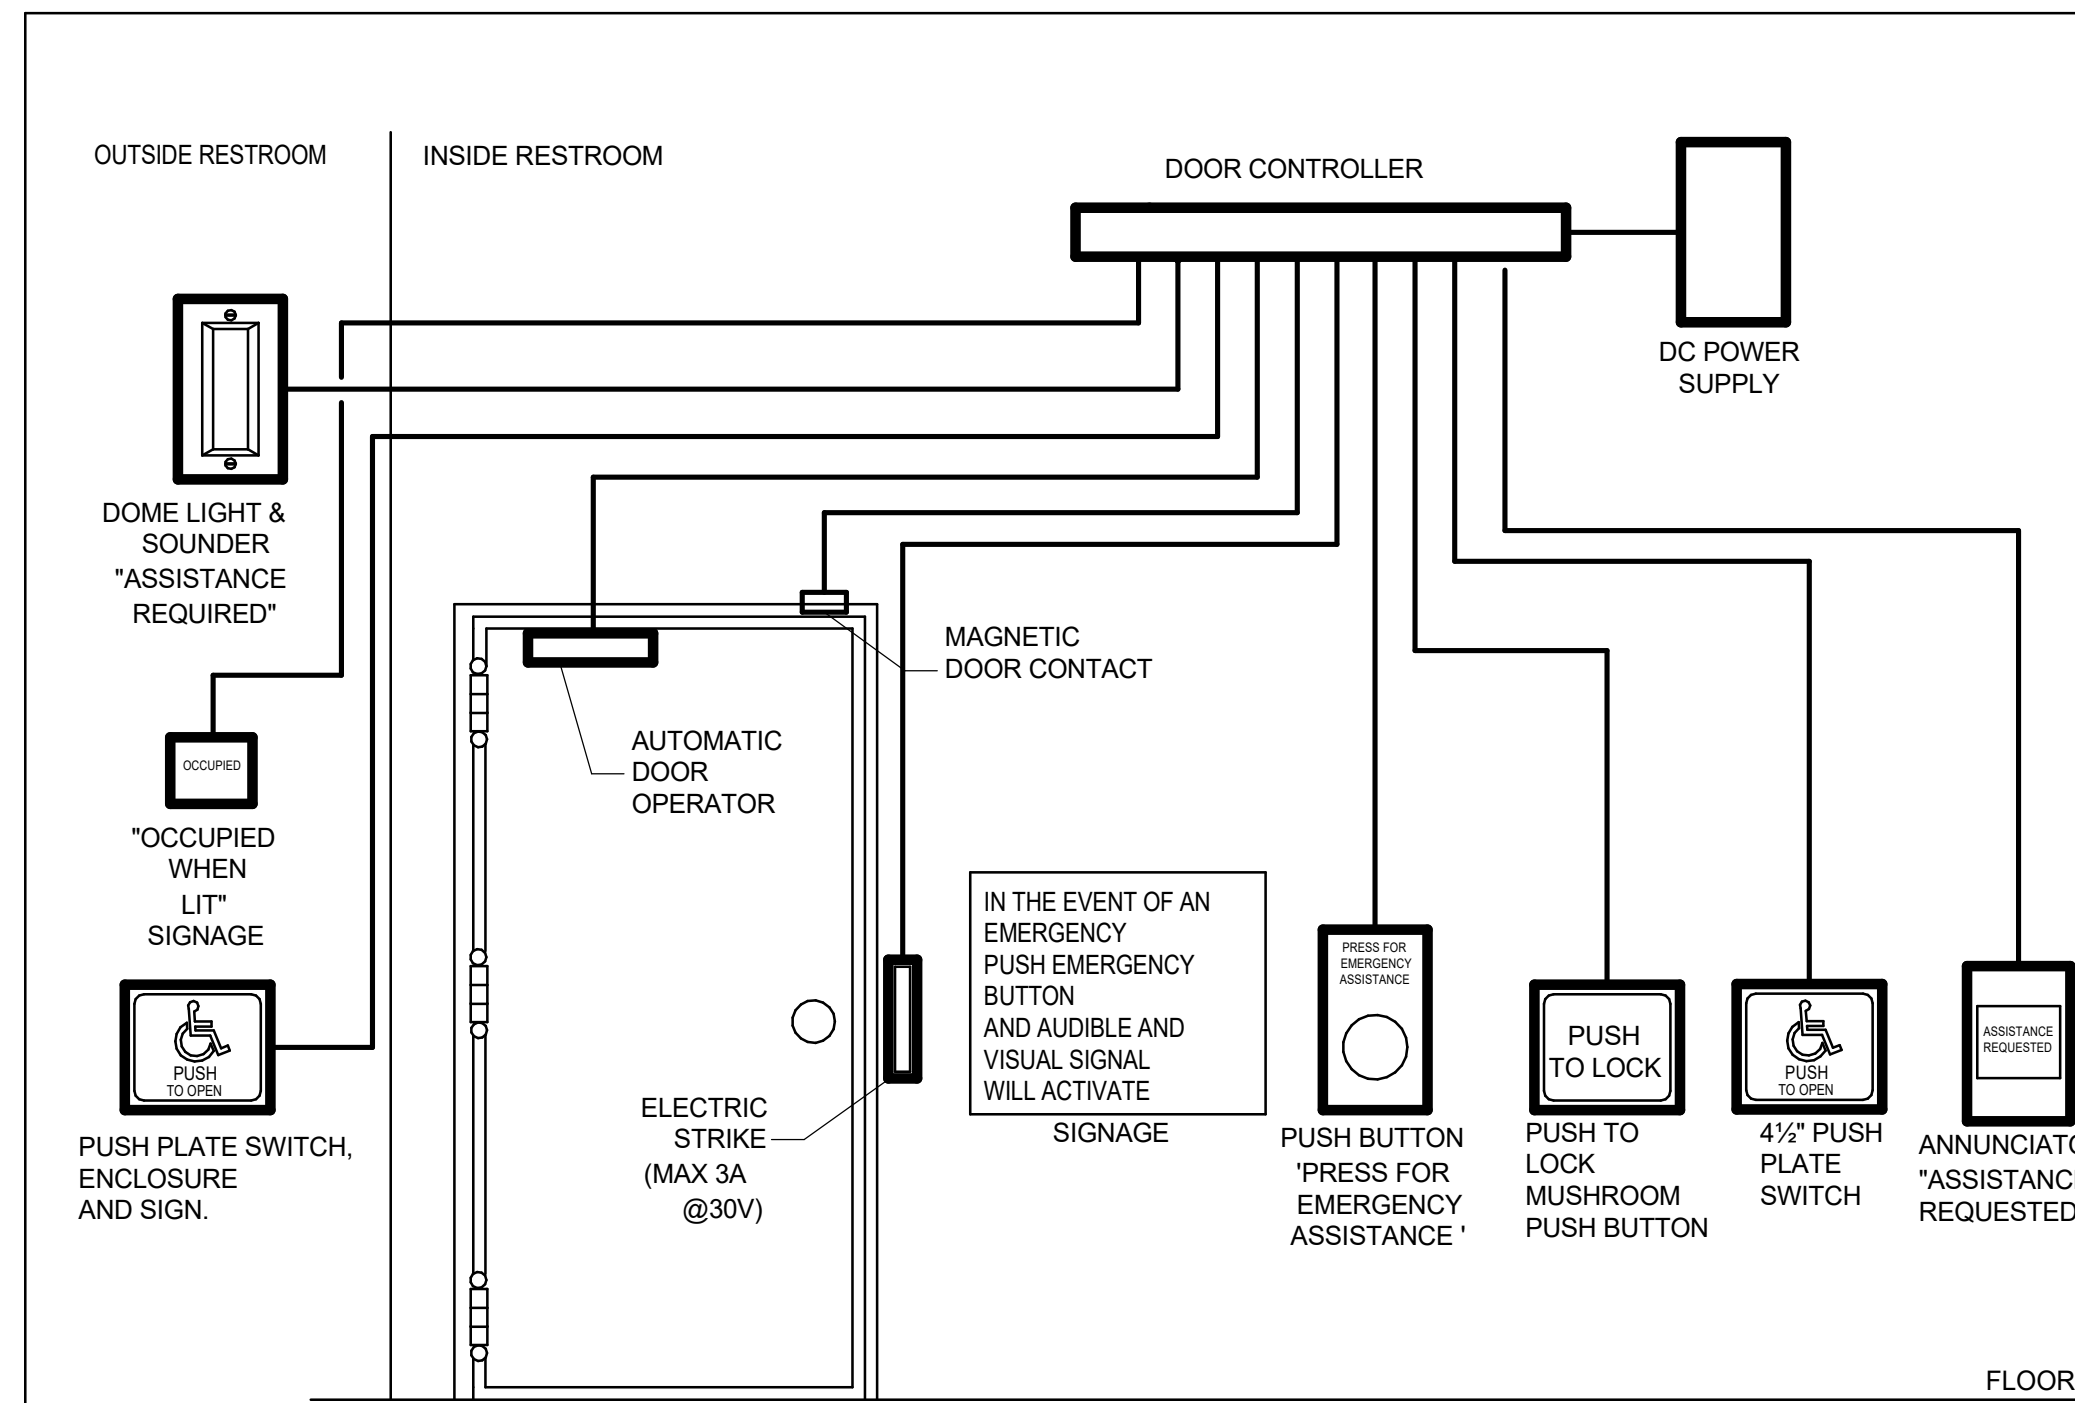 OUTSIDE RESTROOM
INSIDE RESTROOM
DOOR CONTROLLER
DC POWER
SUPPLY
DOME LIGHT &
SOUNDER
"ASSISTANCE
REQUIRED"
MAGNETIC
DOOR CONTACT
AUTOMATIC
DOOR
OPERATOR
OCCUPIED
"OCCUPIED
WHEN
LIT"
SIGNAGE
IN THE EVENT OF AN
EMERGENCY
PUSH EMERGENCY
BUTTON
AND AUDIBLE AND
VISUAL SIGNAL
WILL ACTIVATE
SIGNAGE
PRESS FOR
EMERGENCY
ASSISTANCE
PUSH
TO LOCK
PUSH
TO OPEN
ASSISTANCE
REQUESTED
PUSH
TO OPEN
PUSH PLATE SWITCH,
ENCLOSURE
AND SIGN.
ELECTRIC
STRIKE
(MAX 3A
@30V)
PUSH BUTTON
'PRESS FOR
EMERGENCY
ASSISTANCE '
PUSH TO
LOCK
MUSHROOM
PUSH BUTTON
4½" PUSH
PLATE
SWITCH
ANNUNCIATO
"ASSISTANC
REQUESTED
FLOOR